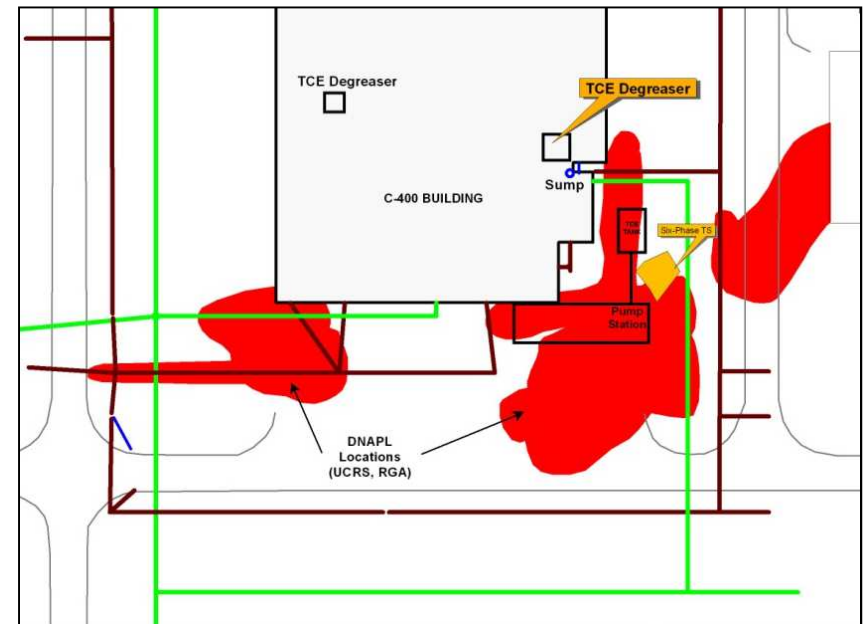 TCE Degreaser
TCE Degreaser
Sump
C-400 BUILDING
TCE
TANK
Six-Phase TS
Pump
Station
DNAPL
Locations
(UCRS, RGA)